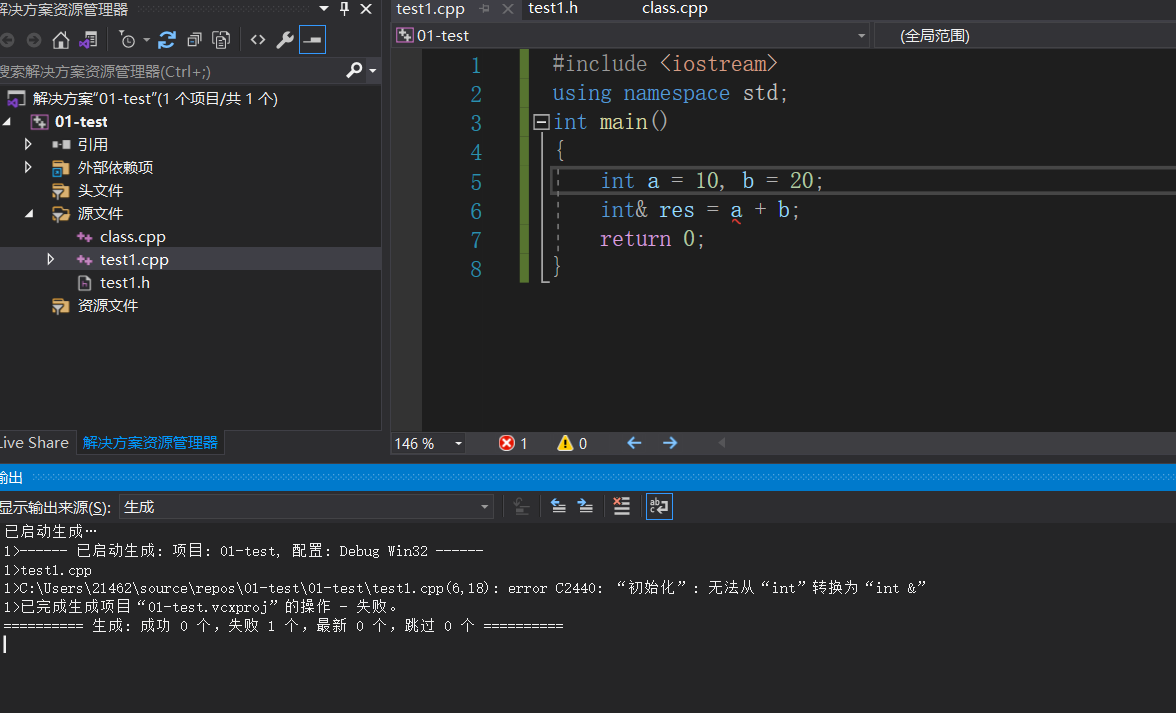 解决方案资源管理器
搜索解决方案资源管理器(Ctrl+;)
解决方案"01-test"(1 个项目/共 1 个)
01-test
引用
外部依赖项
头文件
源文件
class.cpp
test1.cpp
test1.h
资源文件
Live Share
解决方案资源管理器
test1.cpp
test1.h
class.cpp
01-test
(全局范围)
1 #include <iostream>
2 using namespace std;
3 int main()
4 {
5 int a = 10, b = 20;
6 int& res = a + b;
7 return 0;
8 }
146 %
1
0
输出
显示输出来源(S):
生成
已启动生成…
1>------ 已启动生成: 项目: 01-test, 配置: Debug Win32 ------
1>test1.cpp
1>C:\Users\21462\source\repos\01-test\01-test\test1.cpp(6,18): error C2440: “初始化”: 无法从“int”转换为“int &”
1>已完成生成项目“01-test.vcxproj”的操作 - 失败。
========== 生成: 成功 0 个，失败 1 个，最新 0 个，跳过 0 个 ==========